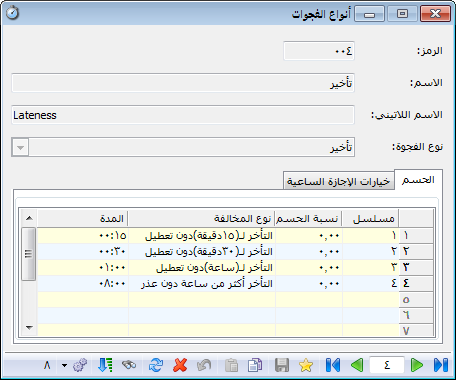 أنواع الفجوات
الرمز: ٠٠٤
الاسم: تأخير
الاسم اللاتيني: Lateness
نوع الفجوة: تأخير
الحسم خيارات الإجازة الساعية
مسلسل نسبة الحسم نوع المخالفة المدة
١ ١ ٠,٠٠ التأخر لـ(١٥دقيقة)دون تعطيل ٠٠:١٥
٢ ٢ ٠,٠٠ التأخر لـ(٣٠دقيقة)دون تعطيل ٠٠:٣٠
٣ ٣ ٠,٠٠ التأخر لـ(ساعة)دون تعطيل ٠١:٠٠
٤ ٤ ٠,٠٠ التأخر أكثر من ساعة دون عذر ٠٨:٠٠
٥
٦
٧
٤
٨